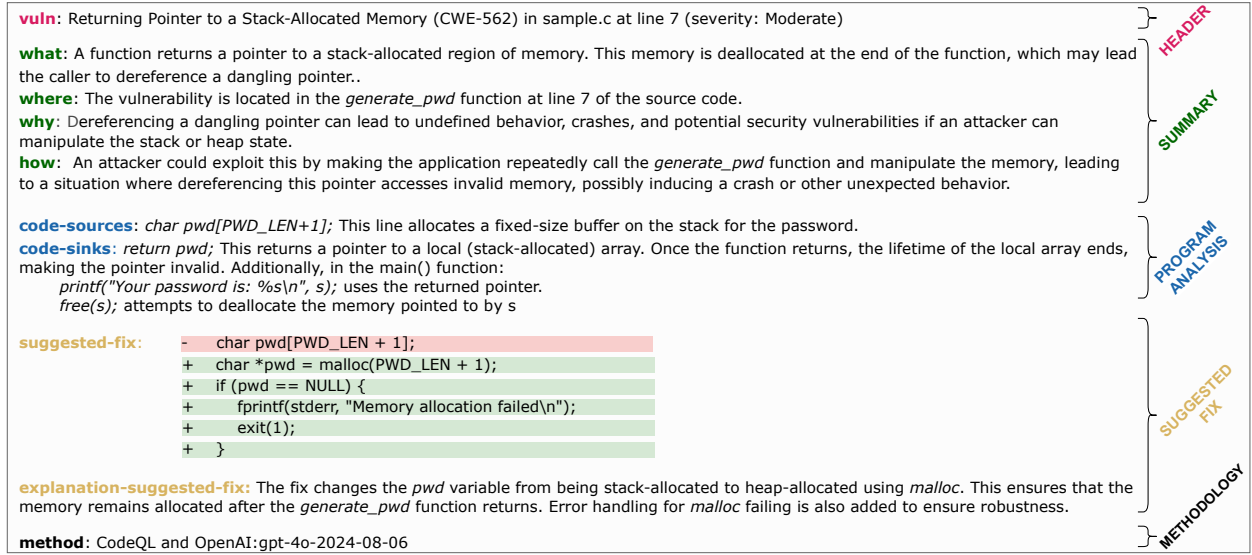 vuln: Returning Pointer to a Stack-Allocated Memory (CWE-562) in sample.c at line 7 (severity: Moderate)
HEADER
what: A function returns a pointer to a stack-allocated region of memory. This memory is deallocated at the end of the function, which may lead
the caller to dereference a dangling pointer..
where: The vulnerability is located in the generate_pwd function at line 7 of the source code.
why: Dereferencing a dangling pointer can lead to undefined behavior, crashes, and potential security vulnerabilities if an attacker can
manipulate the stack or heap state.
how: An attacker could exploit this by making the application repeatedly call the generate_pwd function and manipulate the memory, leading
to a situation where dereferencing this pointer accesses invalid memory, possibly inducing a crash or other unexpected behavior.
SUMMARY
code-sources: char pwd[PWD_LEN+1]; This line allocates a fixed-size buffer on the stack for the password.
code-sinks: return pwd; This returns a pointer to a local (stack-allocated) array. Once the function returns, the lifetime of the local array ends,
making the pointer invalid. Additionally, in the main() function:
printf("Your password is: %s\n", s); uses the returned pointer.
free(s); attempts to deallocate the memory pointed to by s
PROGRAM
ANALYSIS
suggested-fix:
- char pwd[PWD_LEN + 1];
+ char *pwd = malloc(PWD_LEN + 1);
+ if (pwd == NULL) {
+ fprintf(stderr, "Memory allocation failed\n");
+ exit(1);
+ }
explanation-suggested-fix: The fix changes the pwd variable from being stack-allocated to heap-allocated using malloc. This ensures that the
memory remains allocated after the generate_pwd function returns. Error handling for malloc failing is also added to ensure robustness.
SUGGESTED
FIX
method: CodeQL and OpenAI:gpt-4o-2024-08-06
METHODOLOGY